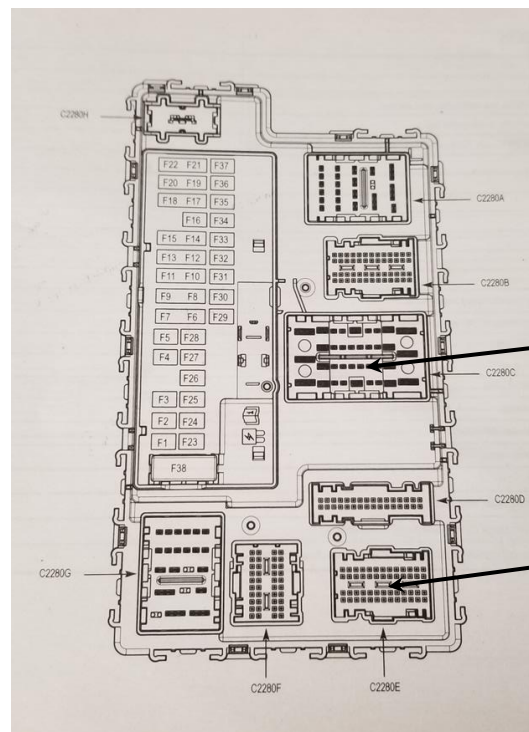 C2280H
F22 F21 F37
F20 F19 F36
F18 F17 F35
F16 F34
F15 F14 F33
F13 F12 F32
F11 F10 F31
F9 F8 F30
F7 F6 F29
F5 F28
F4 F27
F26
F3 F25
F2 F24
F1 F23
F38
C2280A
C2280B
C2280C
C2280D
C2280G
C2280F
C2280E